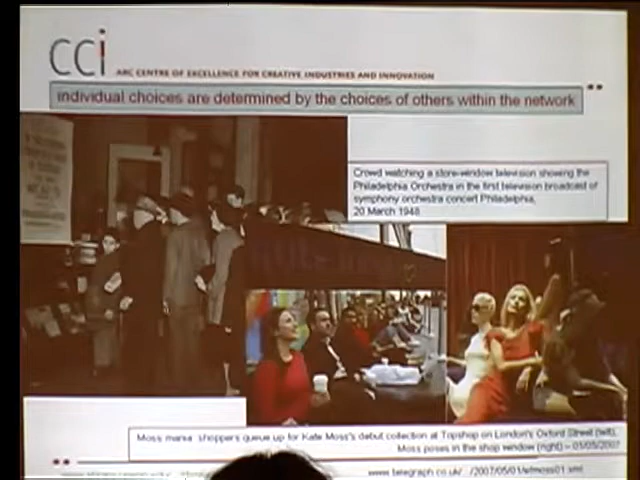 cci
ARC CENTRE OF EXCELLENCE FOR CREATIVE INDUSTRIES AND INNOVATION
individual choices are determined by the choices of others within the network
Crowd watching a store-window television showing the
Philadelphia Orchestra in the first television broadcast of
symphony orchestra concert Philadelphia,
20 March 1948
Moss mania shoppers queue up for Kate Moss's debut collection at Topshop on London's Oxford Street (left),
Moss poses in the shop window (right) – 01/05/2007
www.telegraph.co.uk/ /2007/05/01/